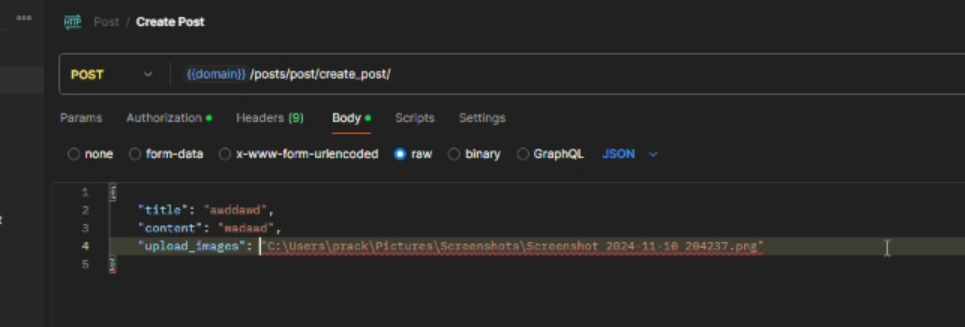 HTTP Post / Create Post
POST {{domain}} /posts/post/create_post/
Params Authorization Headers (9) Body Scripts Settings
none form-data x-www-form-urlencoded raw binary GraphQL JSON
1 {
2 "title": "awddawd",
3 "content": "wadawd",
4 "upload_images": "C:\Users\prack\Pictures\Screenshots\Screenshot 2024-11-10 204237.png"
5 }